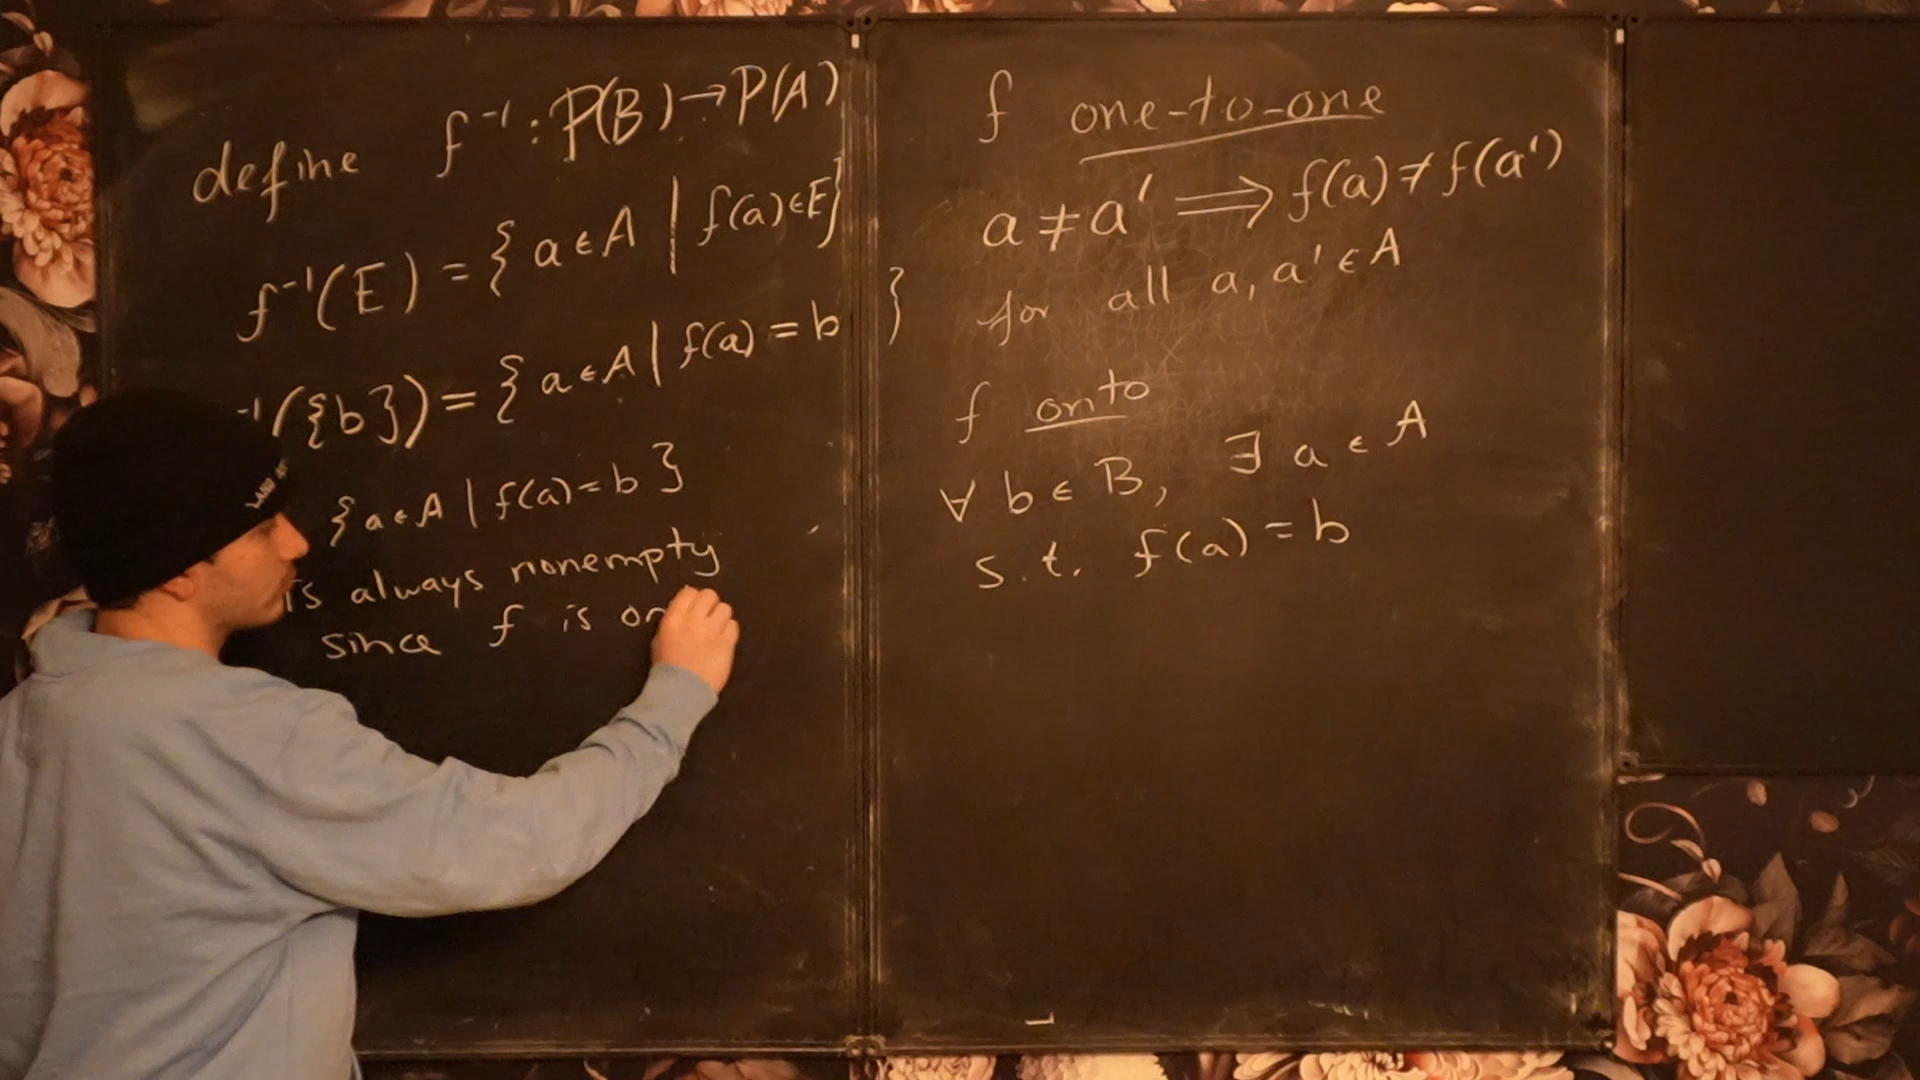 define f⁻¹ : P(B) → P(A)
f⁻¹(E) = { a ∈ A | f(a) ∈ E }
⁻¹({b}) = { a ∈ A | f(a) = b }
{ a ∈ A | f(a) = b }
is always nonempty
since f is on
f one-to-one
a ≠ a' ⟹ f(a) ≠ f(a')
for all a, a' ∈ A
f onto
∀ b ∈ B, ∃ a ∈ A
s.t. f(a) = b